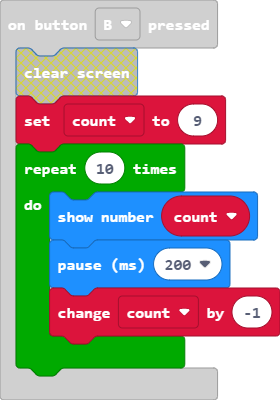 on button B pressed
clear screen
set count to 9
repeat 10 times
do
show number count
pause (ms) 200
change count by -1